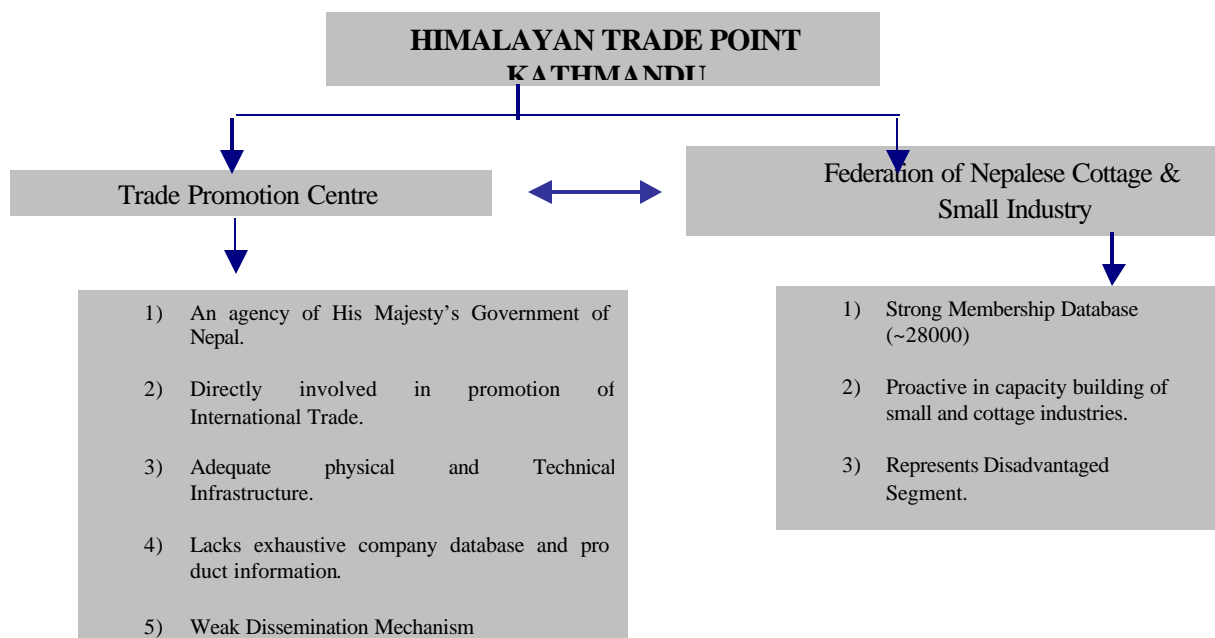 HIMALAYAN TRADE POINT
KATHMANDU
Trade Promotion Centre
Federation of Nepalese Cottage &
Small Industry
1) An agency of His Majesty's Government of
Nepal.
2) Directly involved in promotion of
International Trade.
3) Adequate physical and Technical
Infrastructure.
4) Lacks exhaustive company database and pro
duct information.
5) Weak Dissemination Mechanism
1) Strong Membership Database
(~28000)
2) Proactive in capacity building of
small and cottage industries.
3) Represents Disadvantaged
Segment.